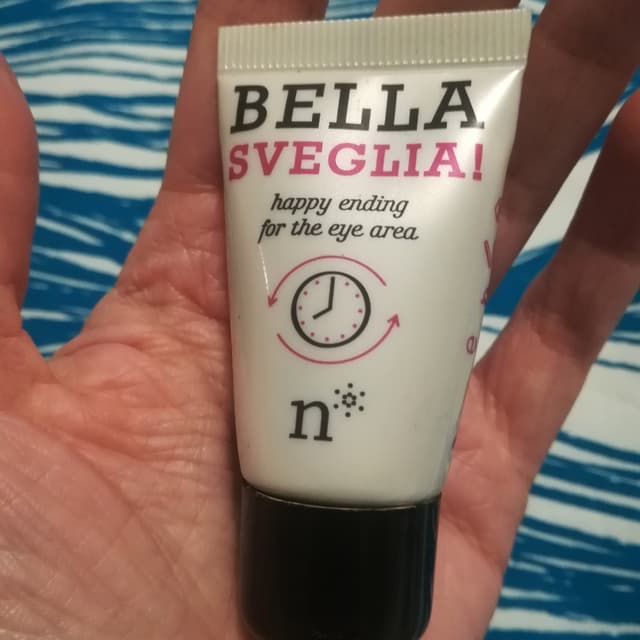 BELLA
SVEGLIA!
happy ending
for the eye area
n